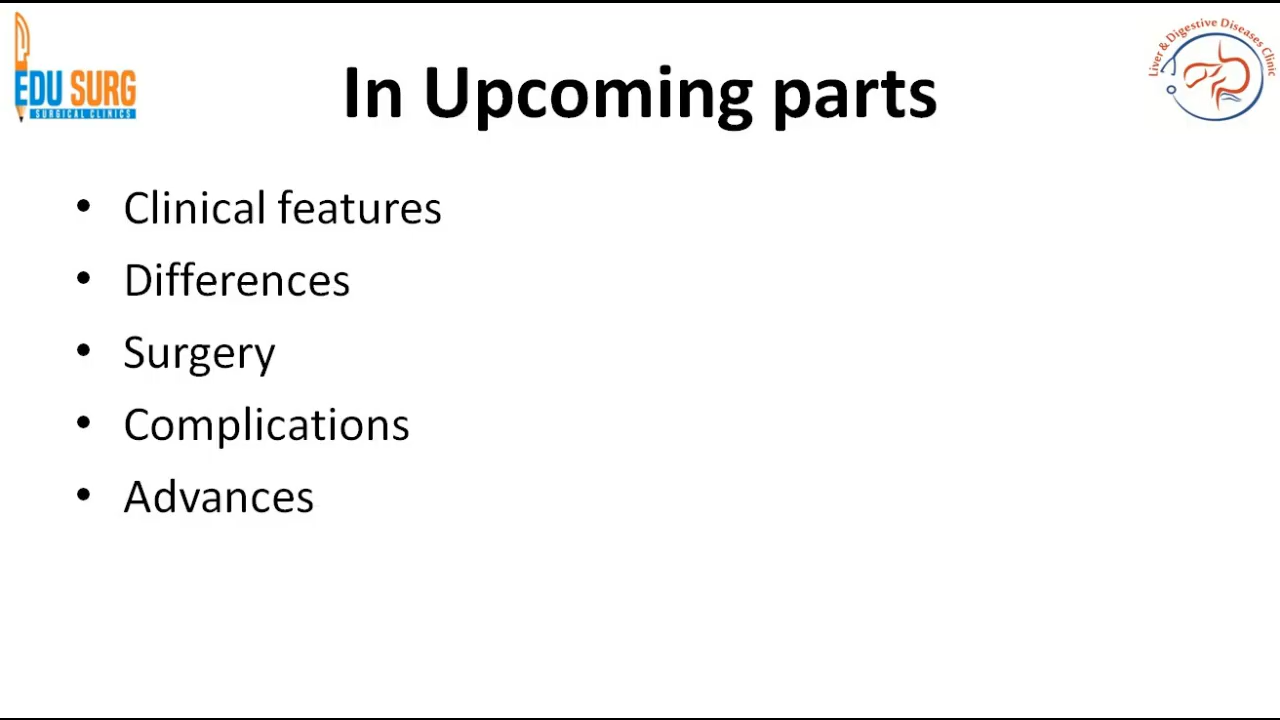 EDU SURG
SURGICAL CLINICS
Liver & Digestive Diseases Clinic
In Upcoming parts
• Clinical features
• Differences
• Surgery
• Complications
• Advances